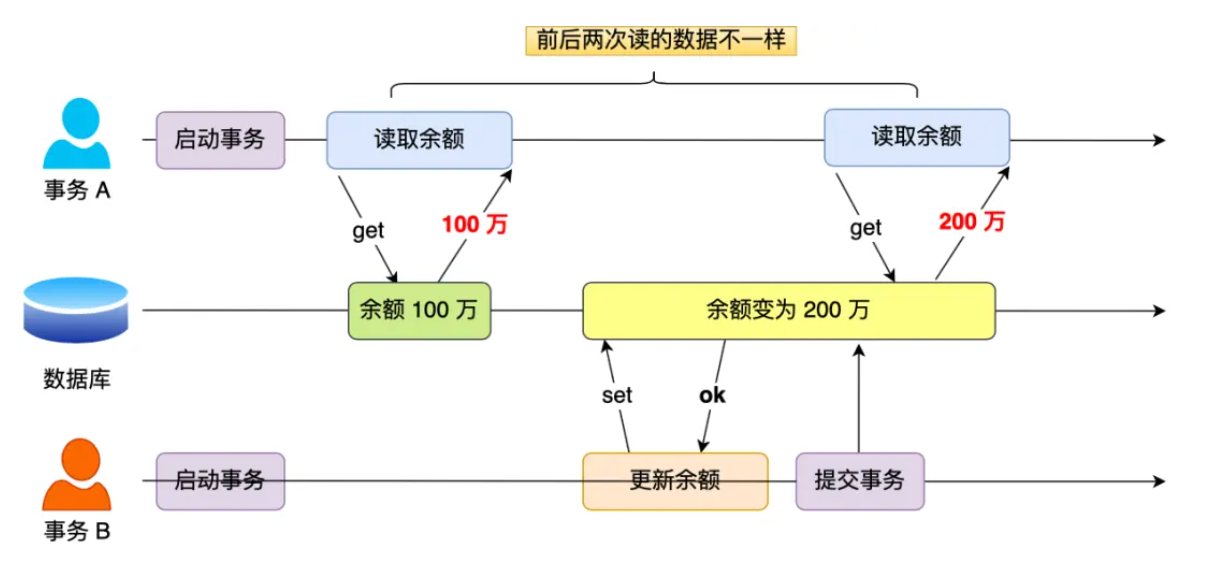 前后两次读的数据不一样
启动事务
读取余额
读取余额
事务 A
get
100 万
get
200 万
余额 100 万
余额变为 200 万
数据库
set
ok
启动事务
更新余额
提交事务
事务 B